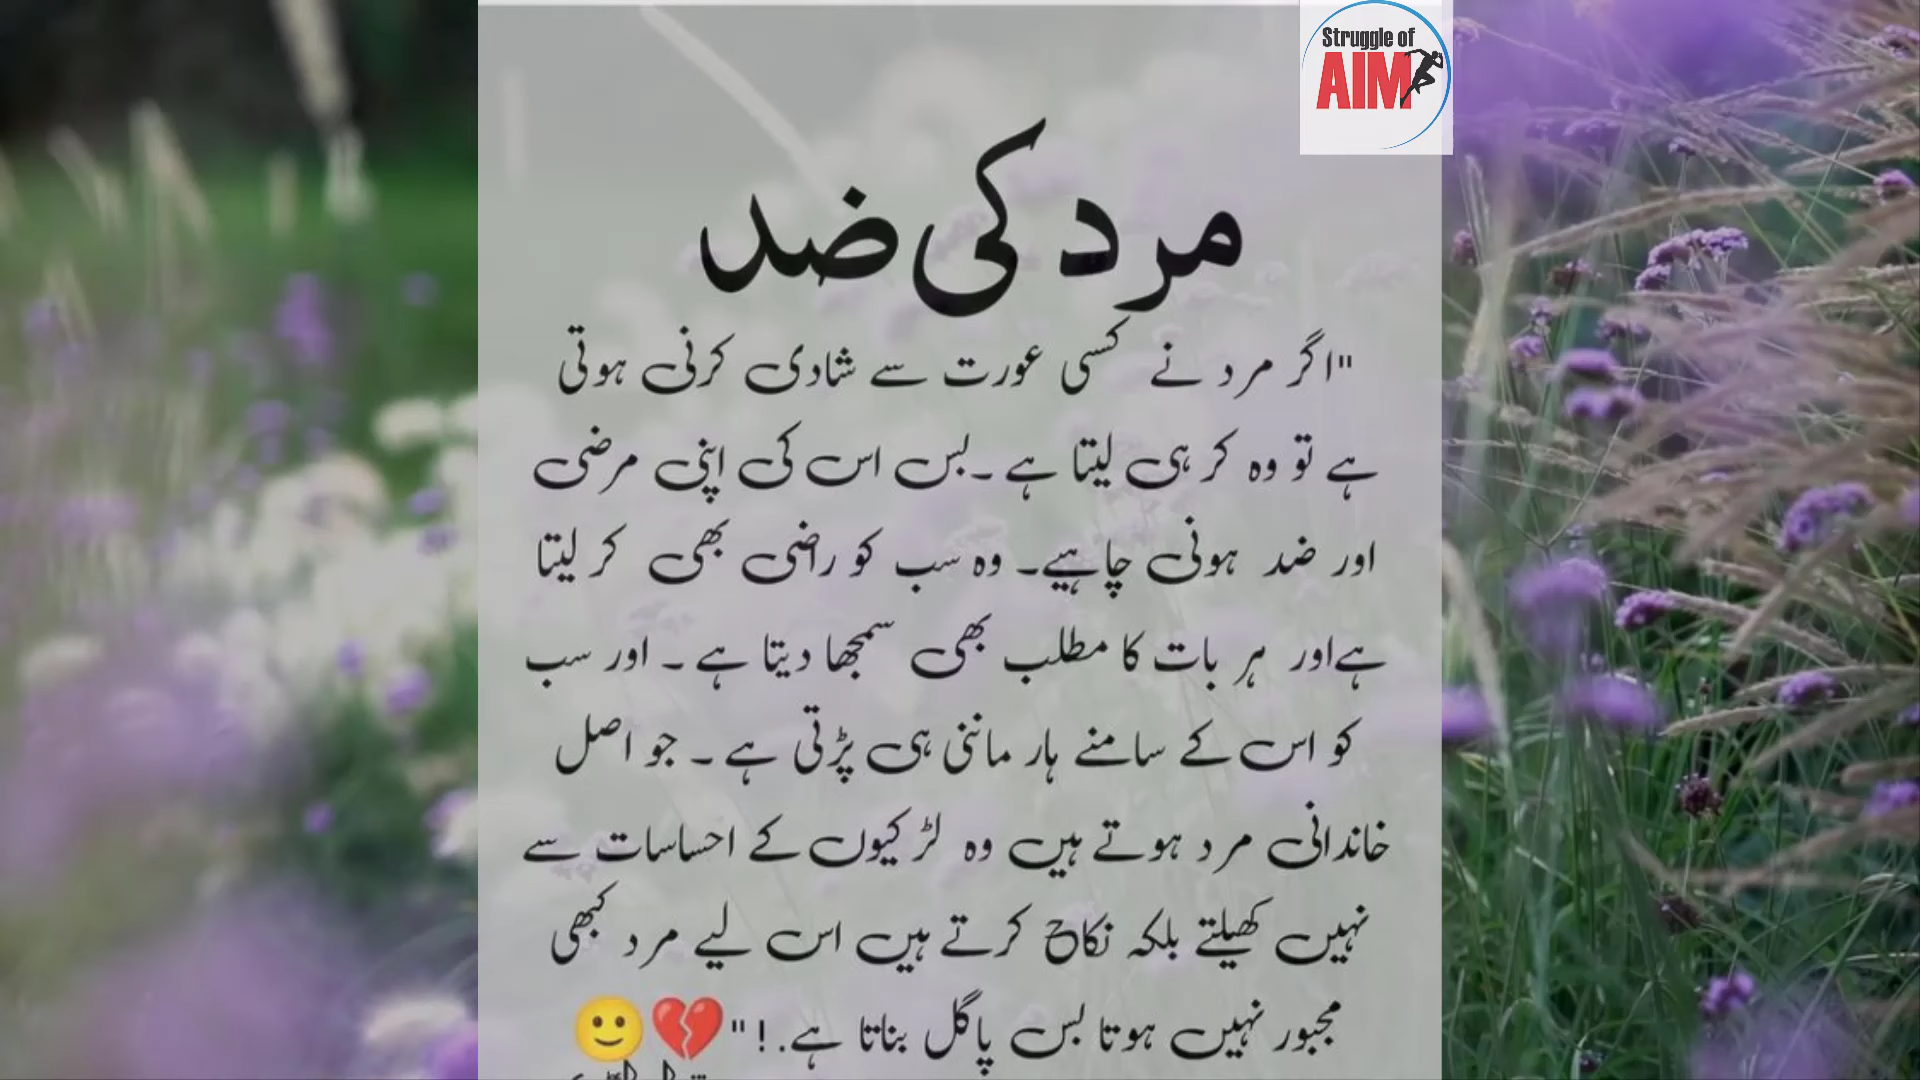 Struggle of
AIM
مرد کی ضد
"اگر مرد نے کسی عورت سے شادی کرنی ہوتی
ہے تو وہ کر ہی لیتا ہے ۔بس اس کی اپنی مرضی
اور ضد ہونی چاہیے۔ وہ سب کو راضی بھی کر لیتا
ہےاور ہر بات کا مطلب بھی سمجھا دیتا ہے ۔ اور سب
کو اس کے سامنے ہار ماننی ہی پڑتی ہے ۔ جو اصل
خاندانی مرد ہوتے ہیں وہ لڑکیوں کے احساسات سے
نہیں کھیلتے بلکہ نکاح کرتے ہیں اس لیے مرد کبھی
مجبور نہیں ہوتا بس پاگل بناتا ہے.!"💔🙂